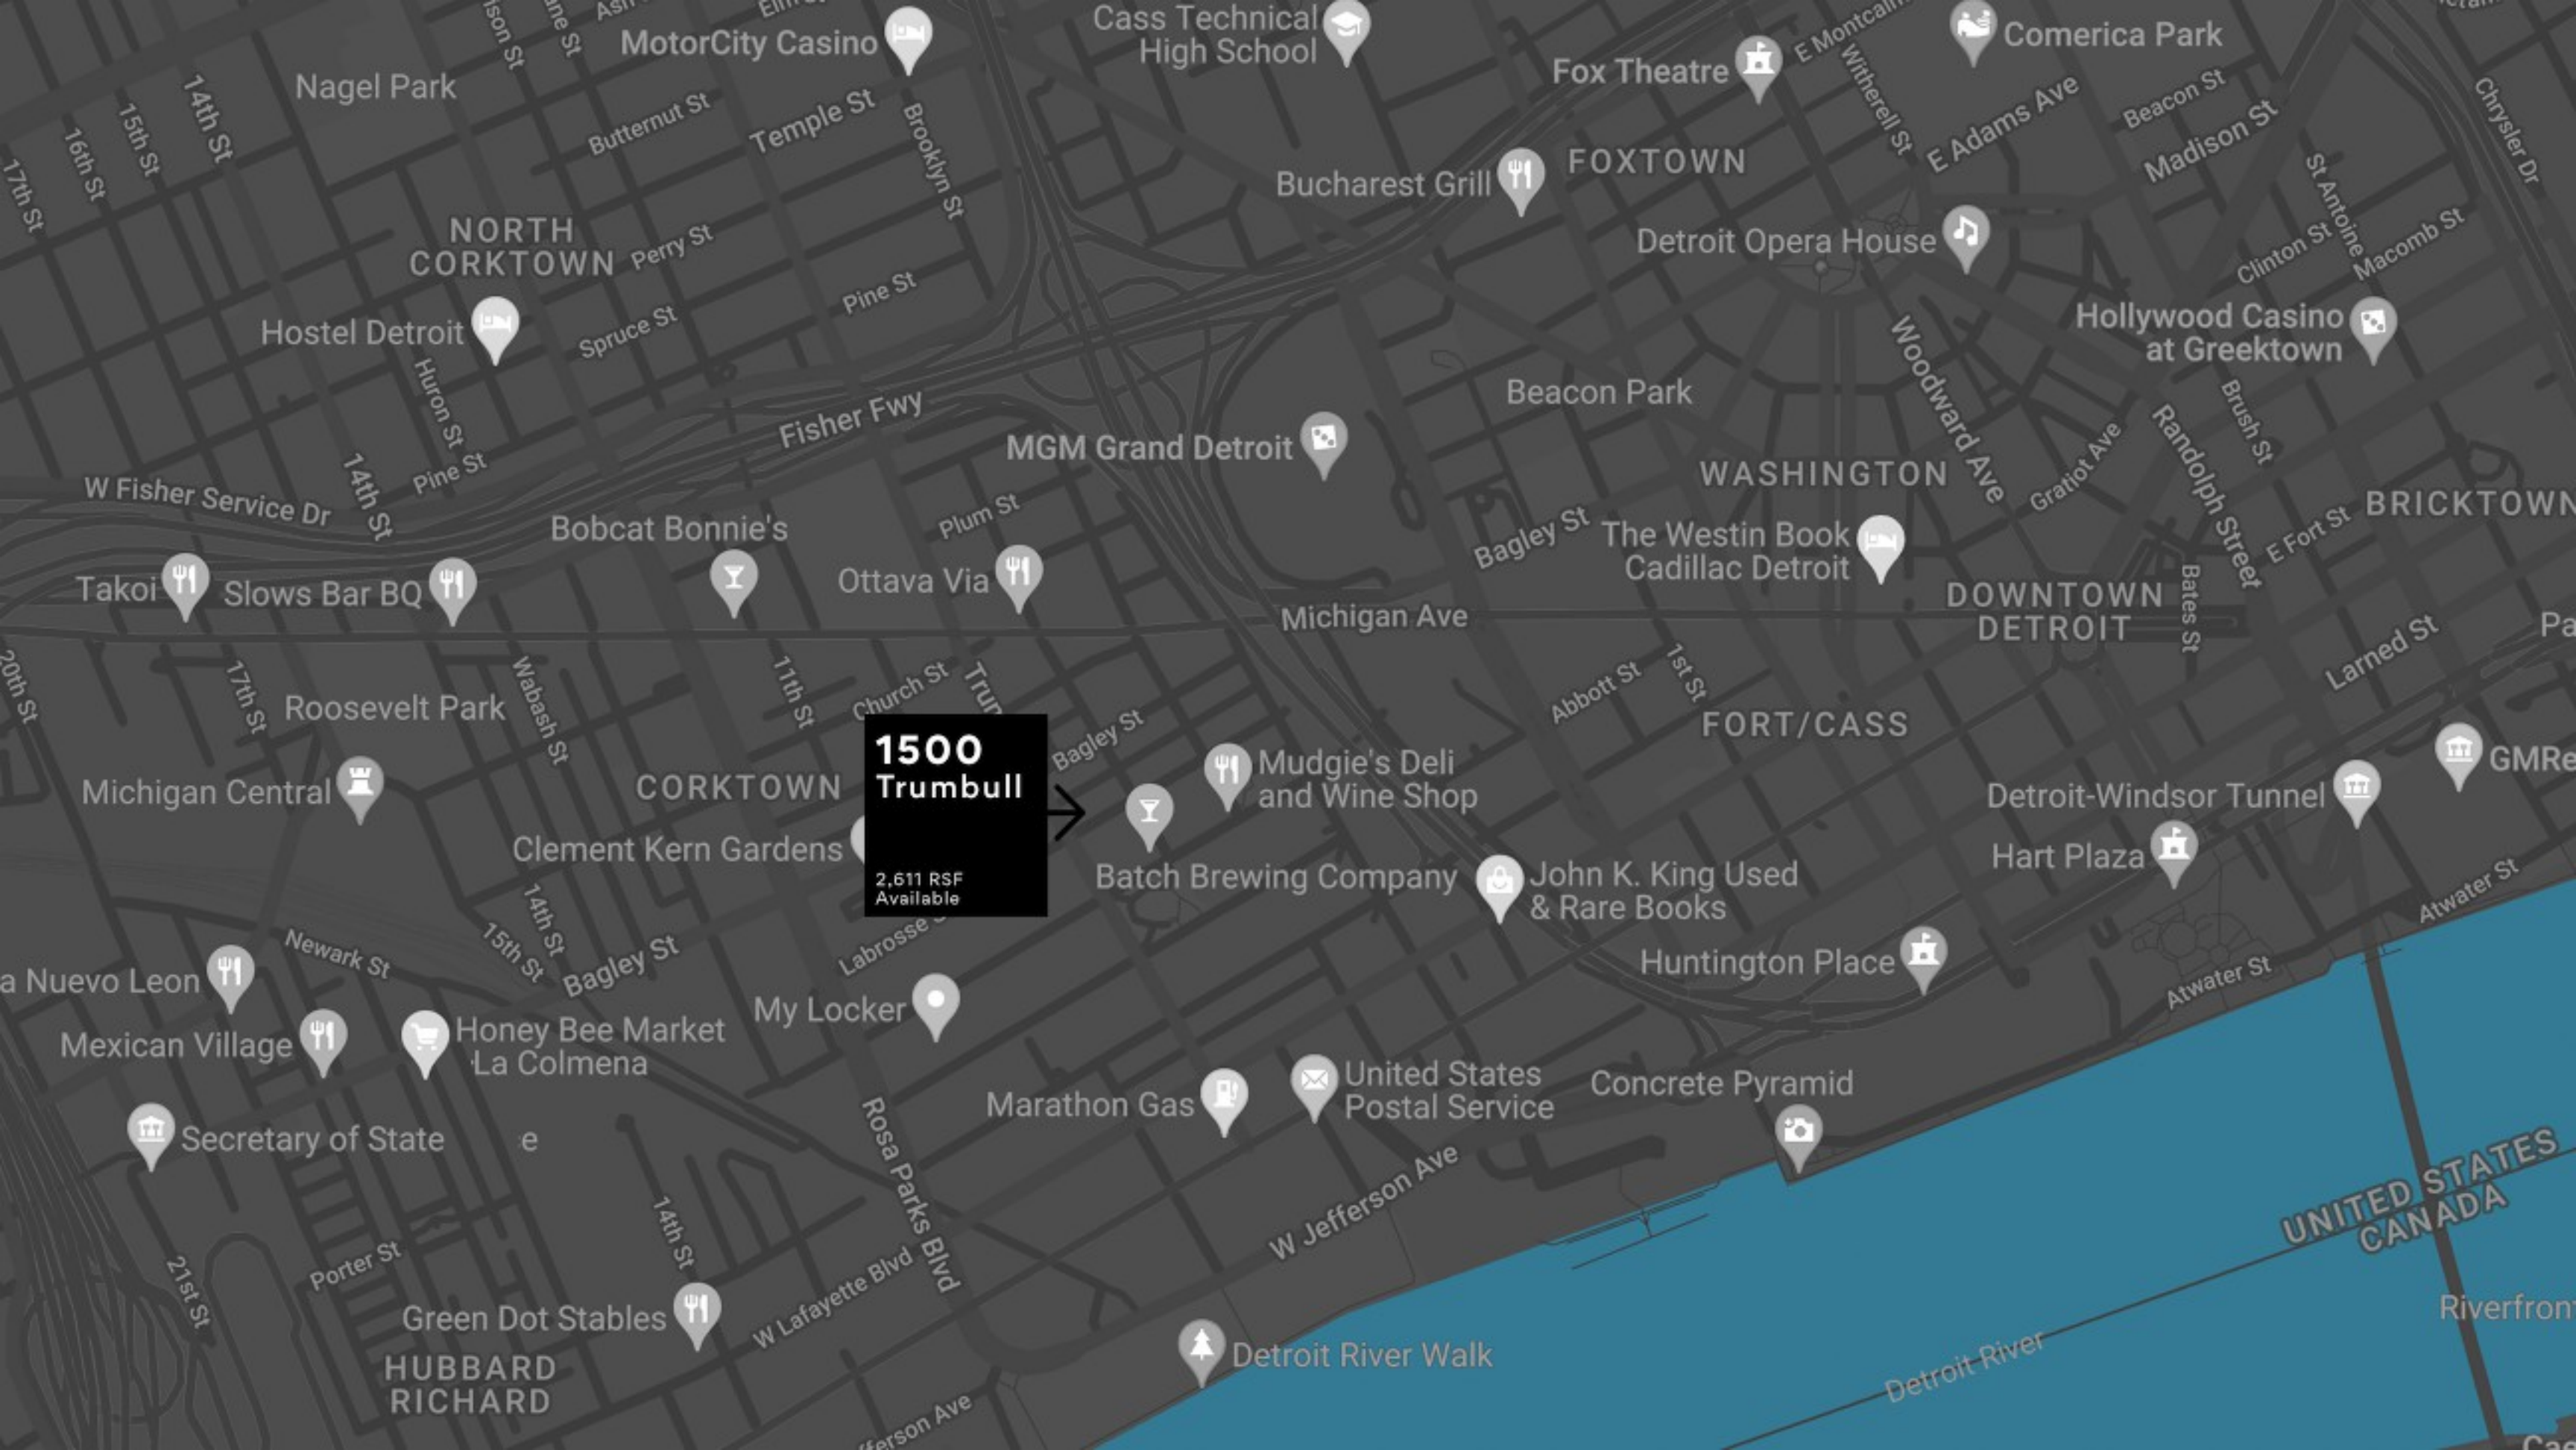 MotorCity Casino
Cass Technical
High School
Fox Theatre
E Montcalm
Comerica Park
Witherell St
E Adams Ave
Beacon St
Madison St
Chrysler Dr
Nagel Park
14th St
15th St
16th St
17th St
Butternut St
Temple St
Brooklyn St
Bucharest Grill
FOXTOWN
St Antoine
Clinton St
Macomb St
NORTH
CORKTOWN
Perry St
Pine St
Detroit Opera House
Hostel Detroit
Spruce St
Hollywood Casino
at Greektown
Huron St
Fisher Fwy
Beacon Park
Woodward Ave
Brush St
MGM Grand Detroit
Gratiot Ave
Randolph Street
W Fisher Service Dr
14th St
Pine St
WASHINGTON
BRICKTOWN
Bobcat Bonnie's
Plum St
Bagley St
The Westin Book
Cadillac Detroit
E Fort St
Takoi
Slows Bar BQ
Ottava Via
Michigan Ave
DOWNTOWN
DETROIT
Bates St
Larned St
Pa
20th St
17th St
Roosevelt Park
Wabash St
11th St
Church St
Trun
Bagley St
Abbott St
1st St
FORT/CASS
1500
Trumbull
2,611 RSF
Available
Michigan Central
CORKTOWN
Mudgie's Deli
and Wine Shop
Detroit-Windsor Tunnel
GMRe
Clement Kern Gardens
Batch Brewing Company
John K. King Used
& Rare Books
Hart Plaza
Atwater St
Newark St
15th St
14th St
Bagley St
Labrosse S
Huntington Place
Atwater St
a Nuevo Leon
My Locker
Mexican Village
Honey Bee Market
La Colmena
Marathon Gas
United States
Postal Service
Concrete Pyramid
Secretary of State
e
Rosa Parks Blvd
W Jefferson Ave
UNITED STATES
CANADA
21st St
Porter St
14th St
W Lafayette Blvd
Green Dot Stables
Riverfront
Detroit River Walk
Detroit River
HUBBARD
RICHARD
fferson Ave